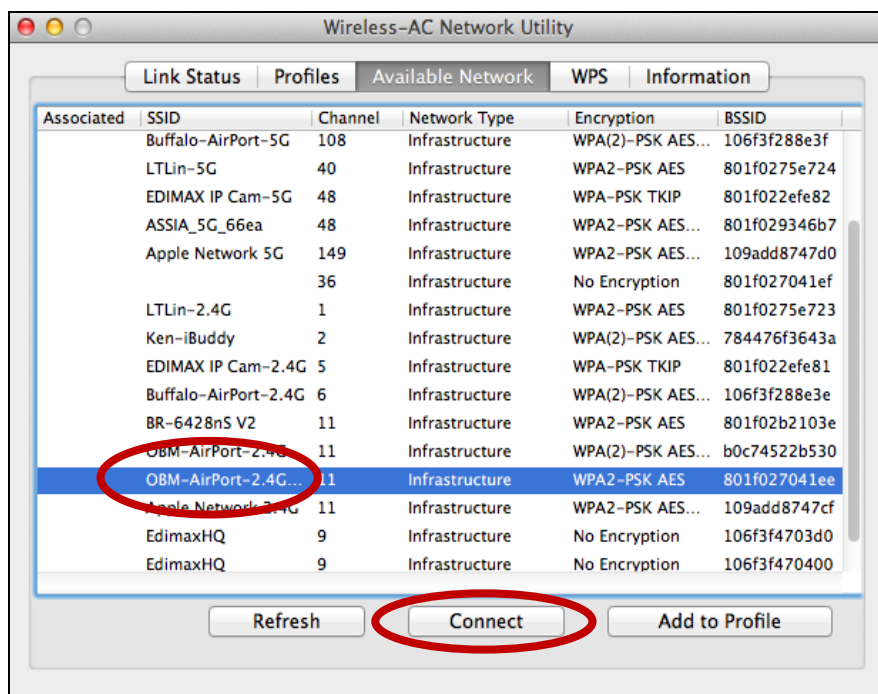 Wireless-AC Network Utility
Link Status Profiles Available Network WPS Information
Associated SSID Channel Network Type Encryption BSSID
Buffalo-AirPort-5G 108 Infrastructure WPA(2)-PSK AES... 106f3f288e3f
LTLin-5G 40 Infrastructure WPA2-PSK AES 801f0275e724
EDIMAX IP Cam-5G 48 Infrastructure WPA-PSK TKIP 801f022efe82
ASSIA_5G_66ea 48 Infrastructure WPA2-PSK AES... 801f029346b7
Apple Network 5G 149 Infrastructure WPA2-PSK AES... 109add8747d0
36 Infrastructure No Encryption 801f027041ef
LTLin-2.4G 1 Infrastructure WPA2-PSK AES 801f0275e723
Ken-iBuddy 2 Infrastructure WPA(2)-PSK AES... 784476f3643a
EDIMAX IP Cam-2.4G 5 Infrastructure WPA-PSK TKIP 801f022efe81
Buffalo-AirPort-2.4G 6 Infrastructure WPA(2)-PSK AES... 106f3f288e3e
BR-6428nS V2 11 Infrastructure WPA2-PSK AES 801f02b2103e
OBM-AirPort-2.4G 11 Infrastructure WPA(2)-PSK AES... b0c74522b530
OBM-AirPort-2.4G... 11 Infrastructure WPA2-PSK AES 801f027041ee
Apple Network 2.4G 11 Infrastructure WPA2-PSK AES... 109add8747cf
EdimaxHQ 9 Infrastructure No Encryption 106f3f4703d0
EdimaxHQ 9 Infrastructure No Encryption 106f3f470400
Refresh Connect Add to Profile